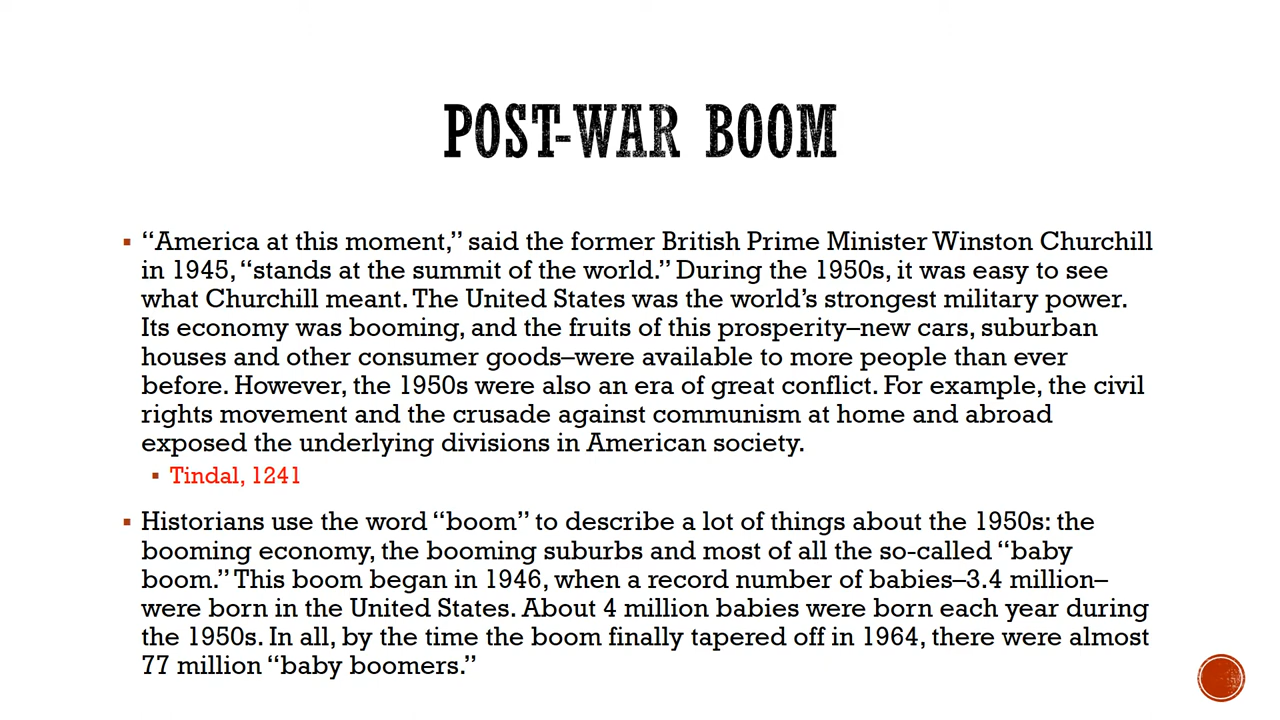 POST-WAR BOOM
“America at this moment,” said the former British Prime Minister Winston Churchill
in 1945, “stands at the summit of the world.” During the 1950s, it was easy to see
what Churchill meant. The United States was the world’s strongest military power.
Its economy was booming, and the fruits of this prosperity–new cars, suburban
houses and other consumer goods–were available to more people than ever
before. However, the 1950s were also an era of great conflict. For example, the civil
rights movement and the crusade against communism at home and abroad
exposed the underlying divisions in American society.
Tindal, 1241
Historians use the word “boom” to describe a lot of things about the 1950s: the
booming economy, the booming suburbs and most of all the so-called “baby
boom.” This boom began in 1946, when a record number of babies–3.4 million–
were born in the United States. About 4 million babies were born each year during
the 1950s. In all, by the time the boom finally tapered off in 1964, there were almost
77 million “baby boomers.”